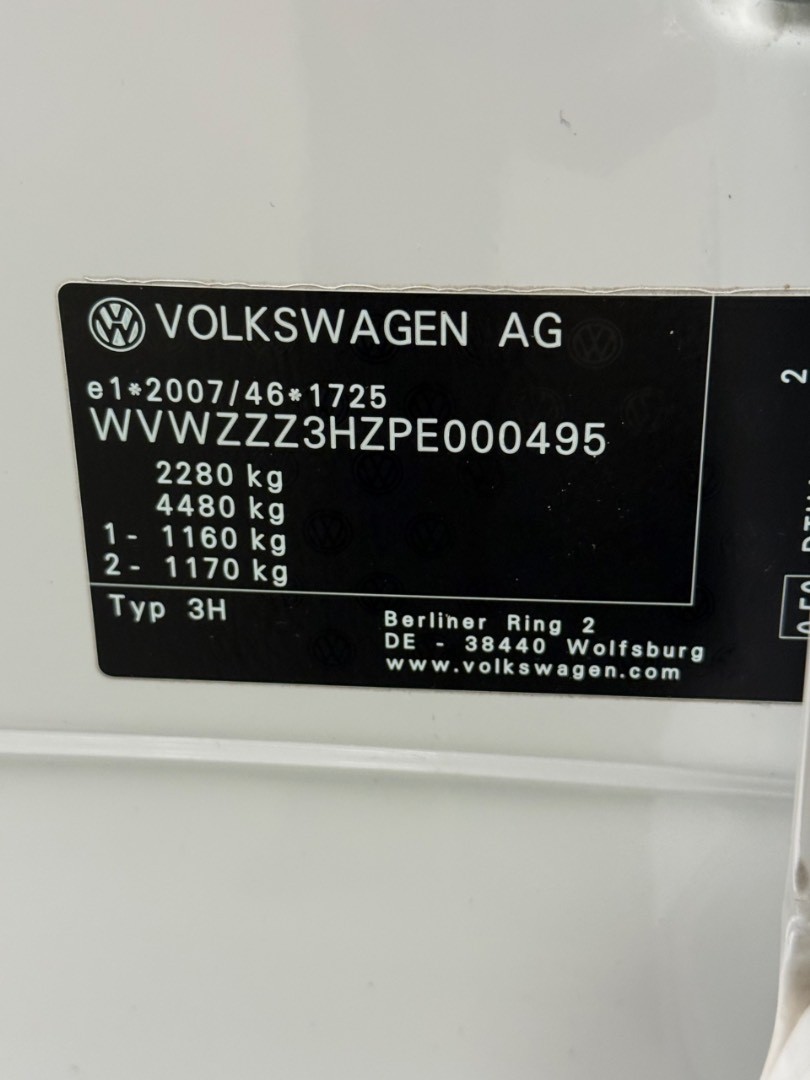 VOLKSWAGEN AG
e1*2007/46*1725
WVWZZZ3HZPE000495
2280 kg
4480 kg
1- 1160 kg
2- 1170 kg
Typ 3H
Berliner Ring 2
DE - 38440 Wolfsburg
www.volkswagen.com
2